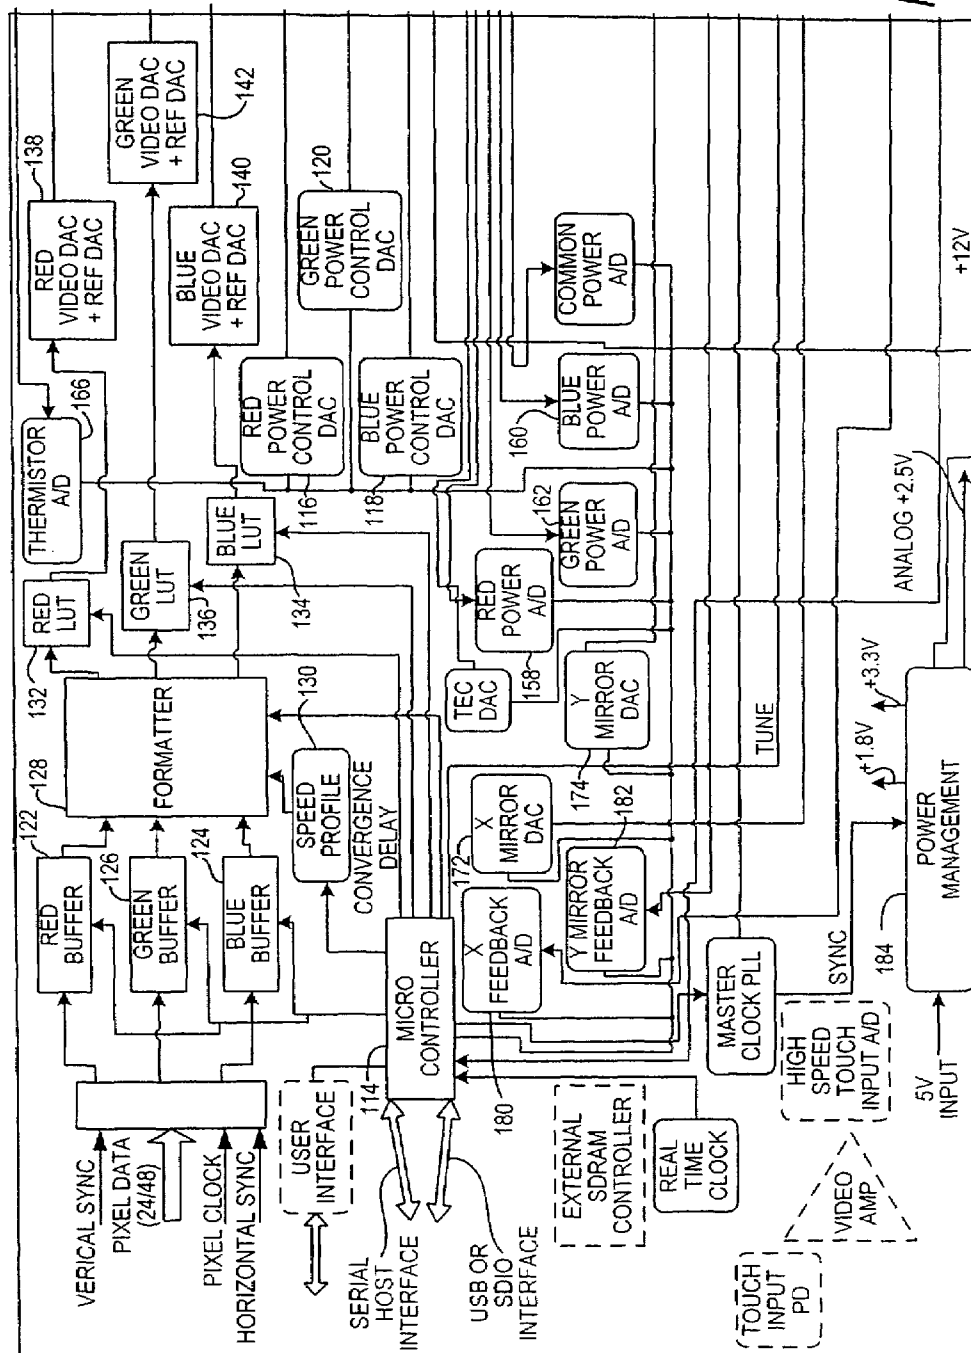 VERICAL SYNC
PIXEL DATA
(24/48)
PIXEL CLOCK
HORIZONTAL SYNC
122
RED
BUFFER
126
GREEN
BUFFER
124
BLUE
BUFFER
128
FORMATTER
130
SPEED
PROFILE
CONVERGENCE
DELAY
132
RED
LUT
GREEN
LUT
136
BLUE
LUT
134
THERMISTOR
A/D
166
RED
VIDEO DAC
+ REF DAC
138
GREEN
VIDEO DAC
+ REF DAC
142
BLUE
VIDEO DAC
+ REF DAC
140
RED
POWER
CONTROL
DAC
116
BLUE
POWER
CONTROL
DAC
118
GREEN
POWER
CONTROL
DAC
120
USER
INTERFACE
SERIAL
HOST
INTERFACE
USB OR
SDIO
INTERFACE
114
MICRO
CONTROLLER
TEC
DAC
RED
POWER
A/D
158
GREEN
POWER
A/D
162
BLUE
POWER
A/D
160
COMMON
POWER
A/D
X
MIRROR
DAC
172
Y
MIRROR
DAC
174
X
FEEDBACK
A/D
180
Y MIRROR
FEEDBACK
A/D
182
EXTERNAL
SDRAM
CONTROLLER
REAL
TIME
CLOCK
MASTER
CLOCK PLL
TUNE
SYNC
HIGH
SPEED
TOUCH
INPUT A/D
TOUCH
INPUT
PD
VIDEO
AMP
5V
INPUT
184
POWER
MANAGEMENT
+1.8V
+3.3V
ANALOG +2.5V
+12V